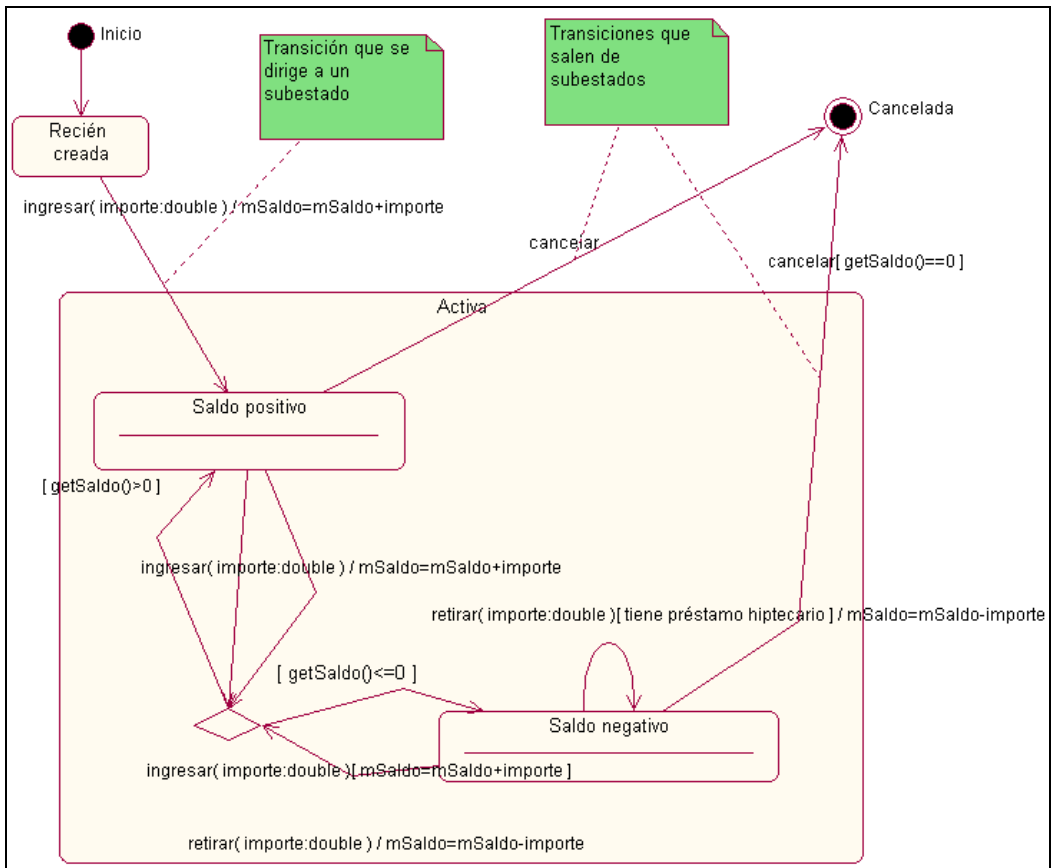 Inicio
Transición que se
dirige a un
subestado
Transiciones que
salen de
subestados
Cancelada
Recién
creada
ingresar( importe:double ) / mSaldo=mSaldo+importe
cancelar
cancelar[ getSaldo()==0 ]
Activa
Saldo positivo
[ getSaldo()>0 ]
ingresar( importe:double ) / mSaldo=mSaldo+importe
retirar( importe:double )[ tiene préstamo hiptecario ] / mSaldo=mSaldo-importe
[ getSaldo()<=0 ]
Saldo negativo
ingresar( importe:double )[ mSaldo=mSaldo+importe ]
retirar( importe:double ) / mSaldo=mSaldo-importe